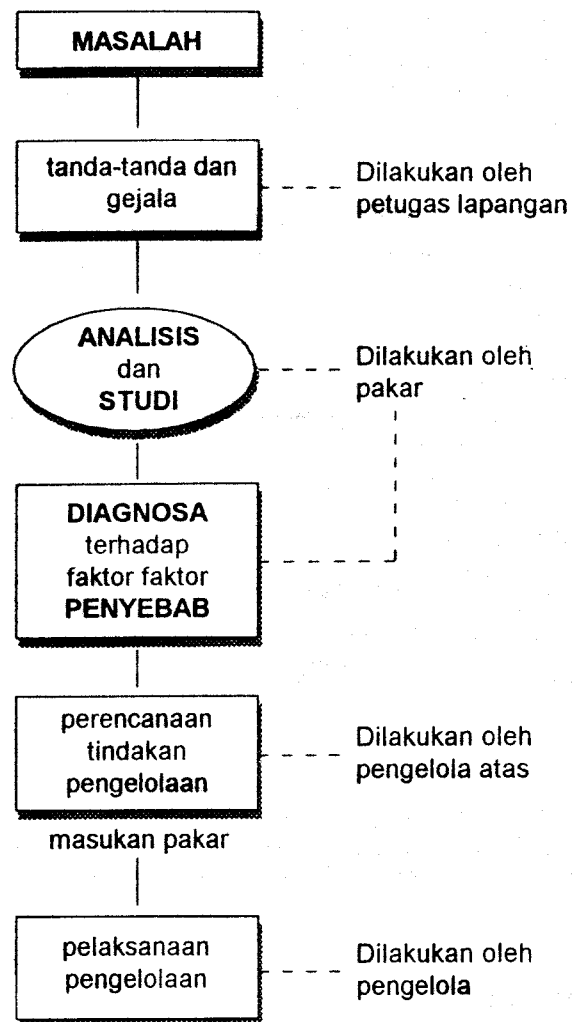 MASALAH
tanda-tanda dan
gejala
Dilakukan oleh
petugas lapangan
ANALISIS
dan
STUDI
Dilakukan oleh
pakar
DIAGNOSA
terhadap
faktor faktor
PENYEBAB
perencanaan
tindakan
pengelolaan
Dilakukan oleh
pengelola atas
masukan pakar
pelaksanaan
pengelolaan
Dilakukan oleh
pengelola